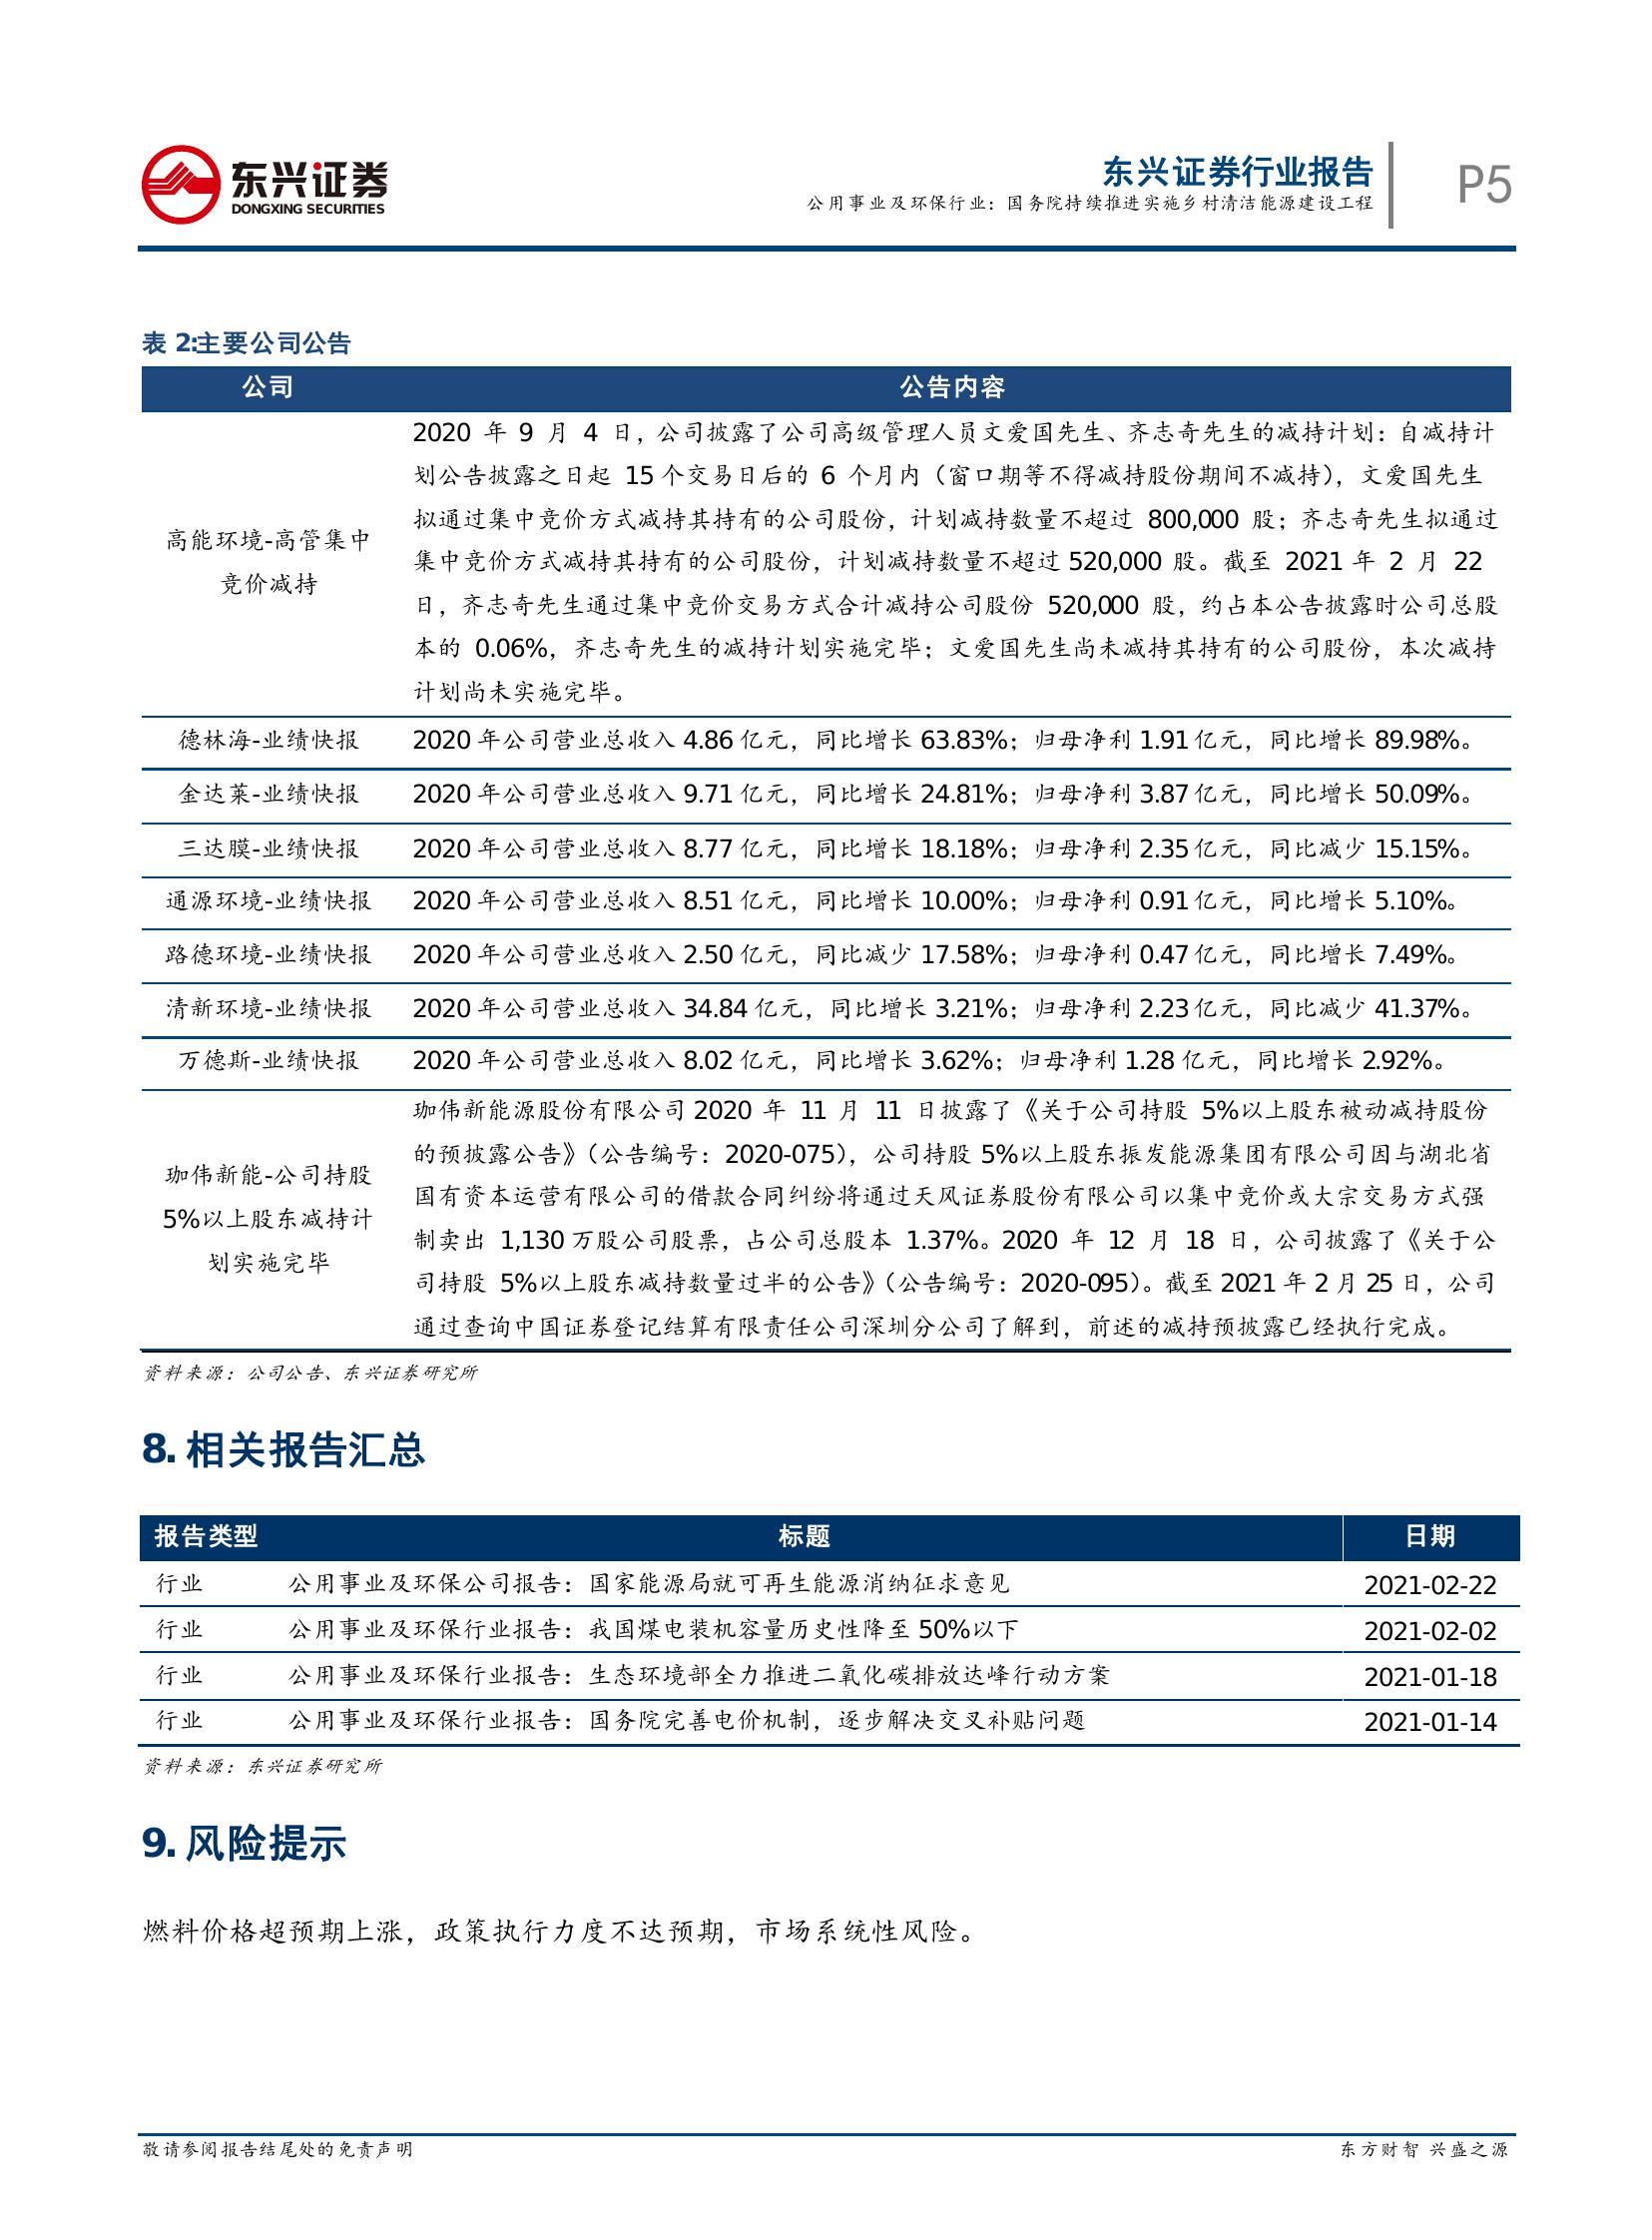 东兴证券
DONGXING SECURITIES
东兴证券行业报告
公用事业及环保行业：国务院持续推进实施乡村清洁能源建设工程
P5
表 2:主要公司公告
公司 公告内容
高能环境-高管集中
竞价减持
2020 年 9 月 4 日，公司披露了公司高级管理人员文爱国先生、齐志奇先生的减持计划：自减持计
划公告披露之日起 15 个交易日后的 6 个月内（窗口期等不得减持股份期间不减持），文爱国先生
拟通过集中竞价方式减持其持有的公司股份，计划减持数量不超过 800,000 股；齐志奇先生拟通过
集中竞价方式减持其持有的公司股份，计划减持数量不超过 520,000 股。截至 2021 年 2 月 22
日，齐志奇先生通过集中竞价交易方式合计减持公司股份 520,000 股，约占本公告披露时公司总股
本的 0.06%，齐志奇先生的减持计划实施完毕；文爱国先生尚未减持其持有的公司股份，本次减持
计划尚未实施完毕。
德林海-业绩快报 2020 年公司营业总收入 4.86 亿元，同比增长 63.83%；归母净利 1.91 亿元，同比增长 89.98%。
金达莱-业绩快报 2020 年公司营业总收入 9.71 亿元，同比增长 24.81%；归母净利 3.87 亿元，同比增长 50.09%。
三达膜-业绩快报 2020 年公司营业总收入 8.77 亿元，同比增长 18.18%；归母净利 2.35 亿元，同比减少 15.15%。
通源环境-业绩快报 2020 年公司营业总收入 8.51 亿元，同比增长 10.00%；归母净利 0.91 亿元，同比增长 5.10%。
路德环境-业绩快报 2020 年公司营业总收入 2.50 亿元，同比减少 17.58%；归母净利 0.47 亿元，同比增长 7.49%。
清新环境-业绩快报 2020 年公司营业总收入 34.84 亿元，同比增长 3.21%；归母净利 2.23 亿元，同比减少 41.37%。
万德斯-业绩快报 2020 年公司营业总收入 8.02 亿元，同比增长 3.62%；归母净利 1.28 亿元，同比增长 2.92%。
珈伟新能-公司持股
5%以上股东减持计
划实施完毕
珈伟新能源股份有限公司 2020 年 11 月 11 日披露了《关于公司持股 5%以上股东被动减持股份
的预披露公告》（公告编号：2020-075），公司持股 5%以上股东振发能源集团有限公司因与湖北省
国有资本运营有限公司的借款合同纠纷将通过天风证券股份有限公司以集中竞价或大宗交易方式强
制卖出 1,130 万股公司股票，占公司总股本 1.37%。2020 年 12 月 18 日，公司披露了《关于公
司持股 5%以上股东减持数量过半的公告》（公告编号：2020-095）。截至 2021 年 2 月 25 日，公司
通过查询中国证券登记结算有限责任公司深圳分公司了解到，前述的减持预披露已经执行完成。
资料来源：公司公告、东兴证券研究所
8. 相关报告汇总
报告类型 标题 日期
行业 公用事业及环保公司报告：国家能源局就可再生能源消纳征求意见 2021-02-22
行业 公用事业及环保行业报告：我国煤电装机容量历史性降至 50%以下 2021-02-02
行业 公用事业及环保行业报告：生态环境部全力推进二氧化碳排放达峰行动方案 2021-01-18
行业 公用事业及环保行业报告：国务院完善电价机制，逐步解决交叉补贴问题 2021-01-14
资料来源：东兴证券研究所
9. 风险提示
燃料价格超预期上涨，政策执行力度不达预期，市场系统性风险。
敬请参阅报告结尾处的免责声明 东方财智 兴盛之源